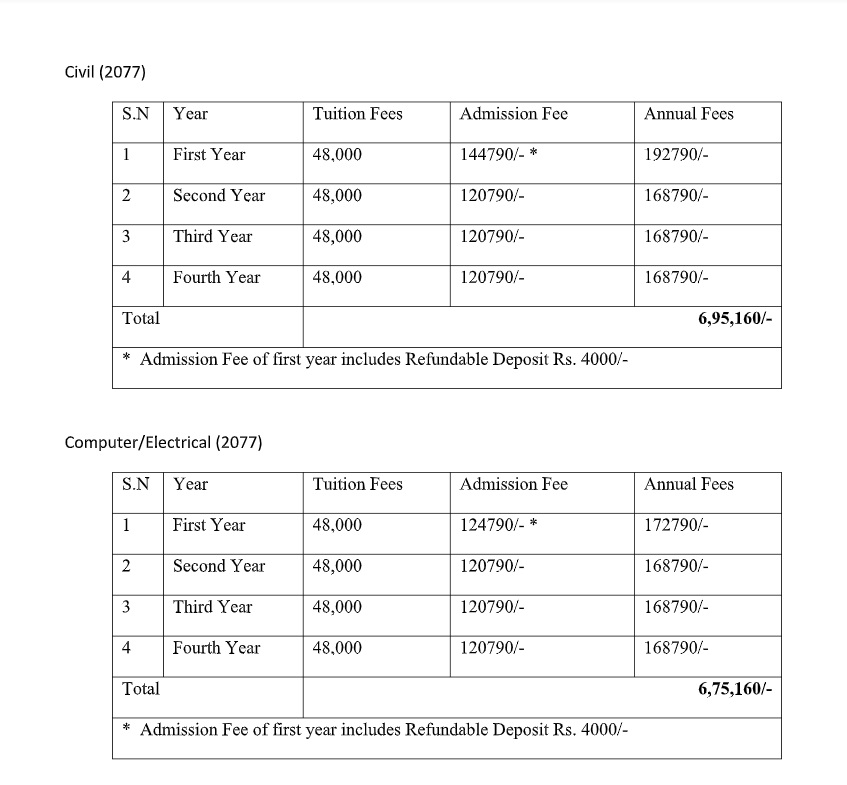 Civil (2077)
S.N Year Tuition Fees Admission Fee Annual Fees
1 First Year 48,000 144790/- * 192790/-
2 Second Year 48,000 120790/- 168790/-
3 Third Year 48,000 120790/- 168790/-
4 Fourth Year 48,000 120790/- 168790/-
Total 6,95,160/-
* Admission Fee of first year includes Refundable Deposit Rs. 4000/-
Computer/Electrical (2077)
S.N Year Tuition Fees Admission Fee Annual Fees
1 First Year 48,000 124790/- * 172790/-
2 Second Year 48,000 120790/- 168790/-
3 Third Year 48,000 120790/- 168790/-
4 Fourth Year 48,000 120790/- 168790/-
Total 6,75,160/-
* Admission Fee of first year includes Refundable Deposit Rs. 4000/-